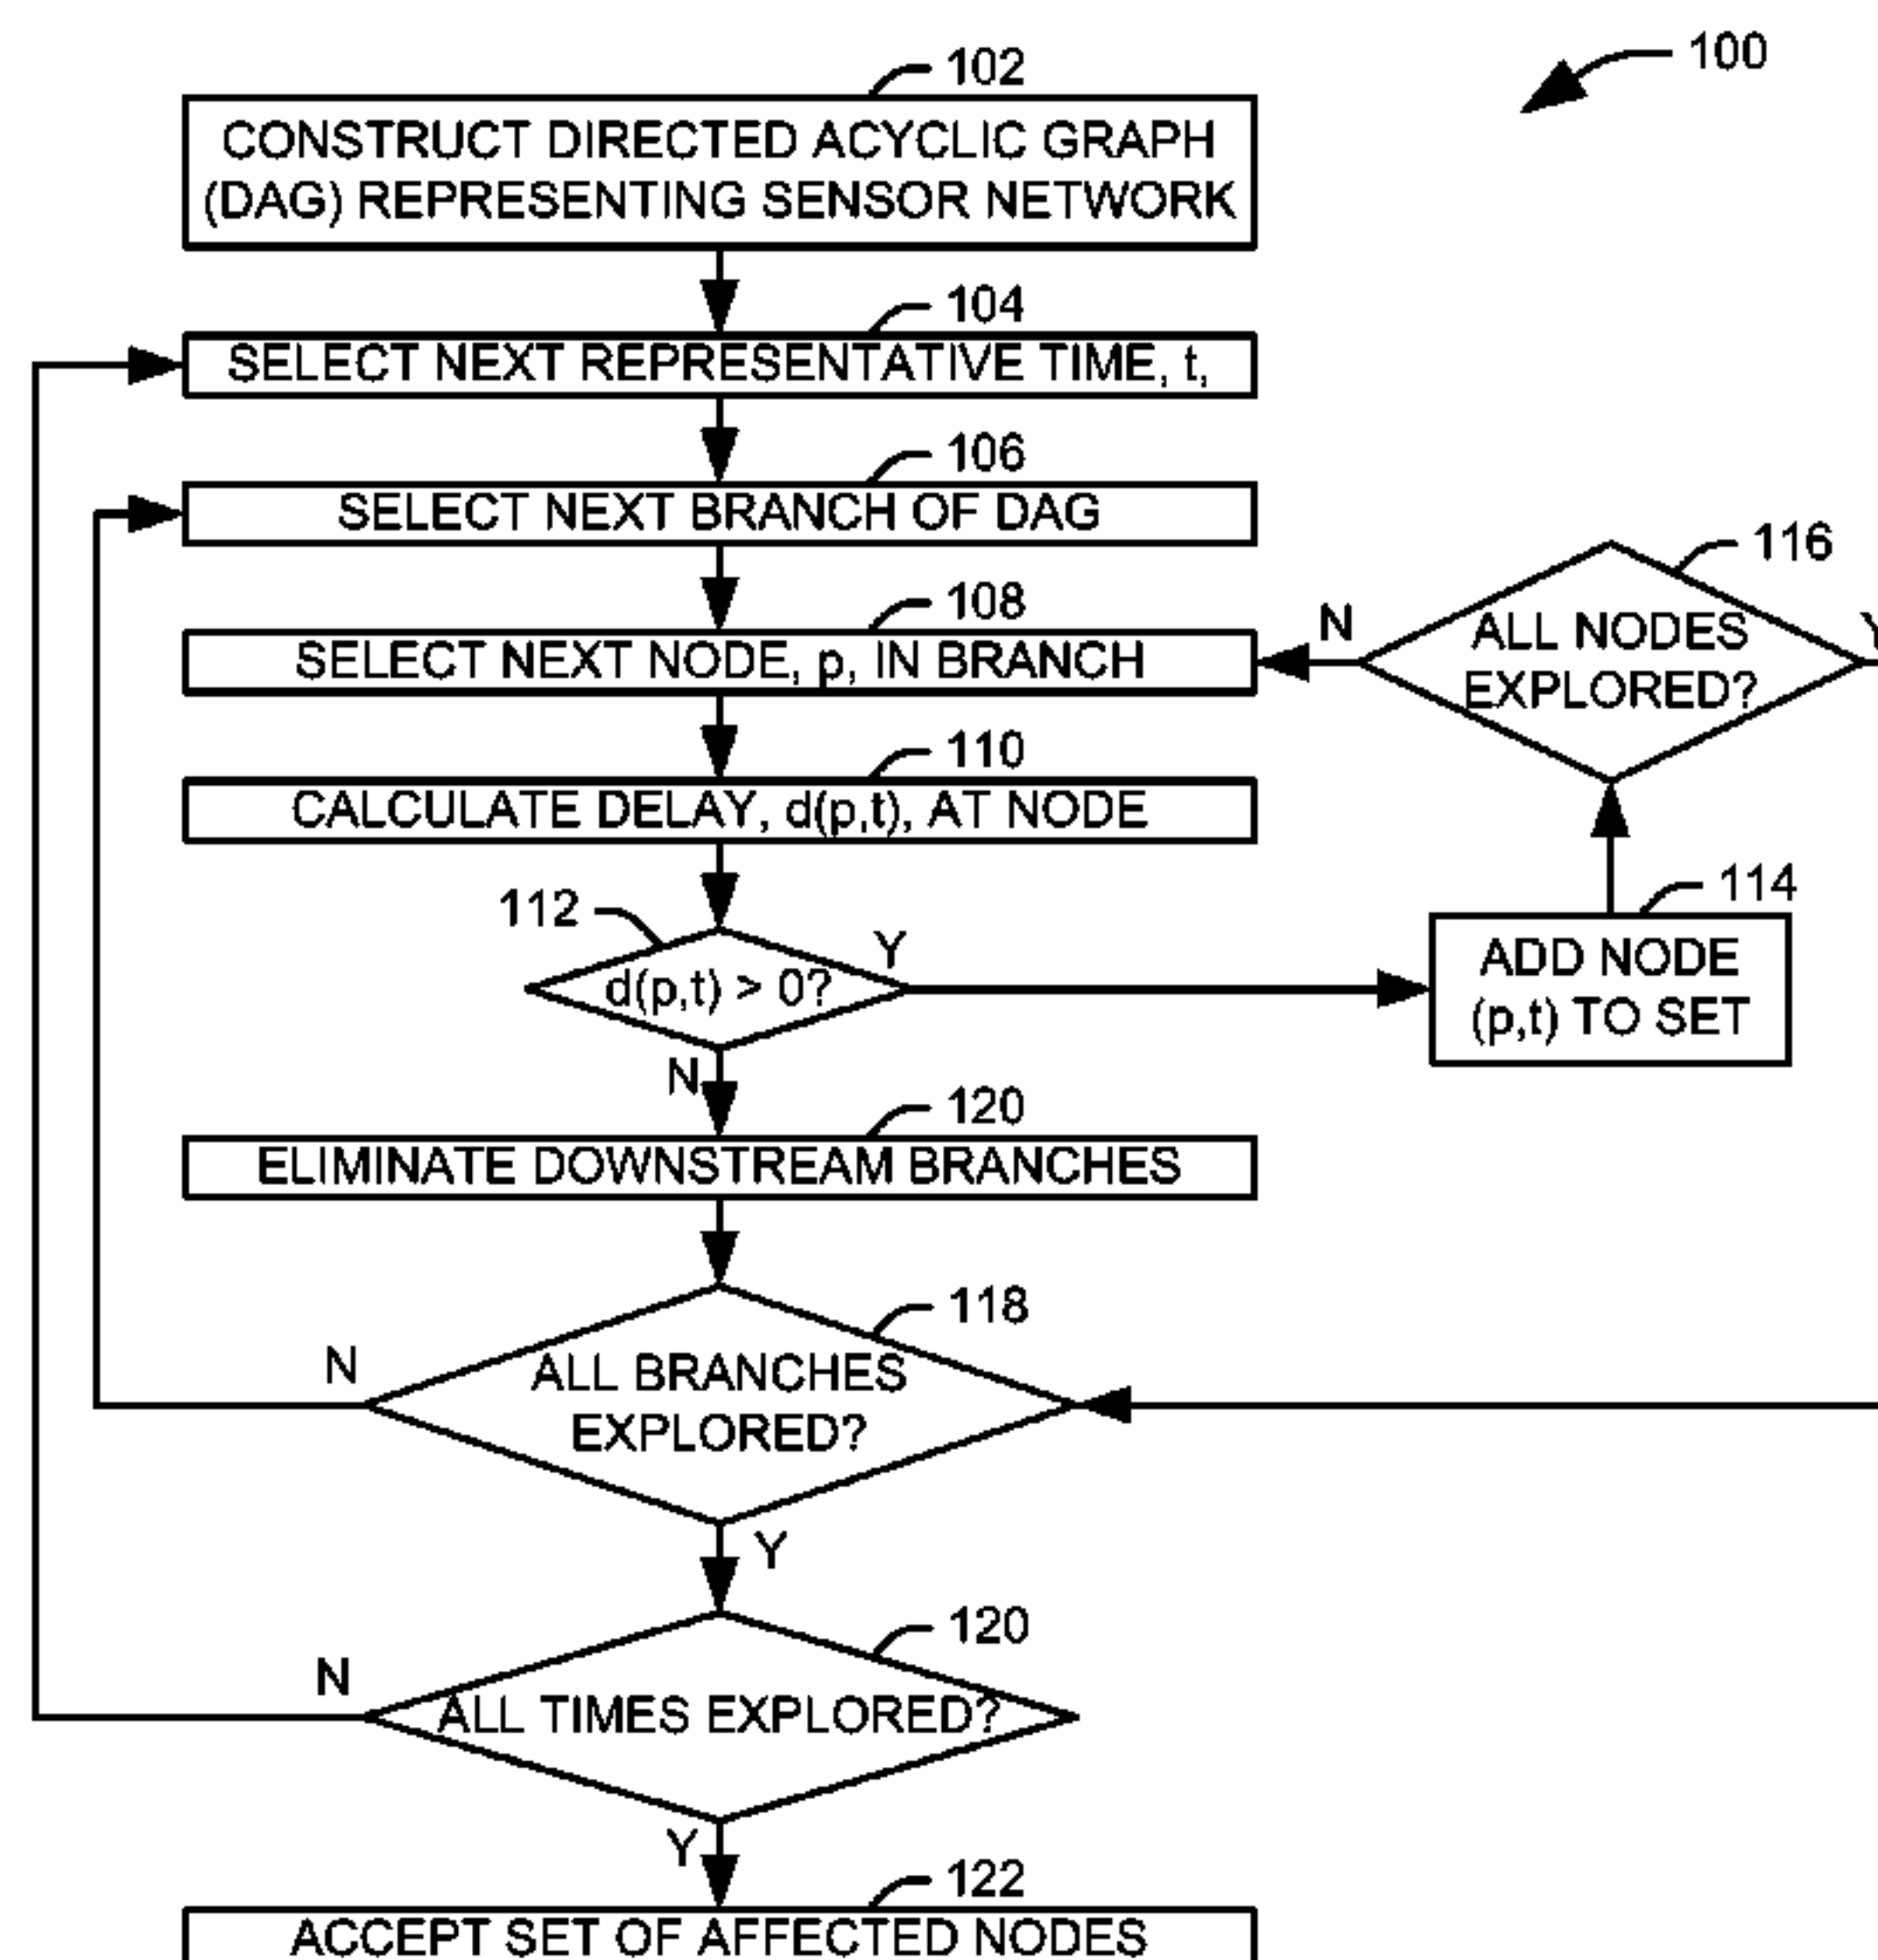 100
102
CONSTRUCT DIRECTED ACYCLIC GRAPH
(DAG) REPRESENTING SENSOR NETWORK
104
SELECT NEXT REPRESENTATIVE TIME, t,
106
SELECT NEXT BRANCH OF DAG
108
SELECT NEXT NODE, p, IN BRANCH
116
N
ALL NODES
EXPLORED?
Y
110
CALCULATE DELAY, d(p,t), AT NODE
112
d(p,t) > 0?
Y
114
ADD NODE
(p,t) TO SET
N
120
ELIMINATE DOWNSTREAM BRANCHES
118
N
ALL BRANCHES
EXPLORED?
Y
120
N
ALL TIMES EXPLORED?
Y
122
ACCEPT SET OF AFFECTED NODES